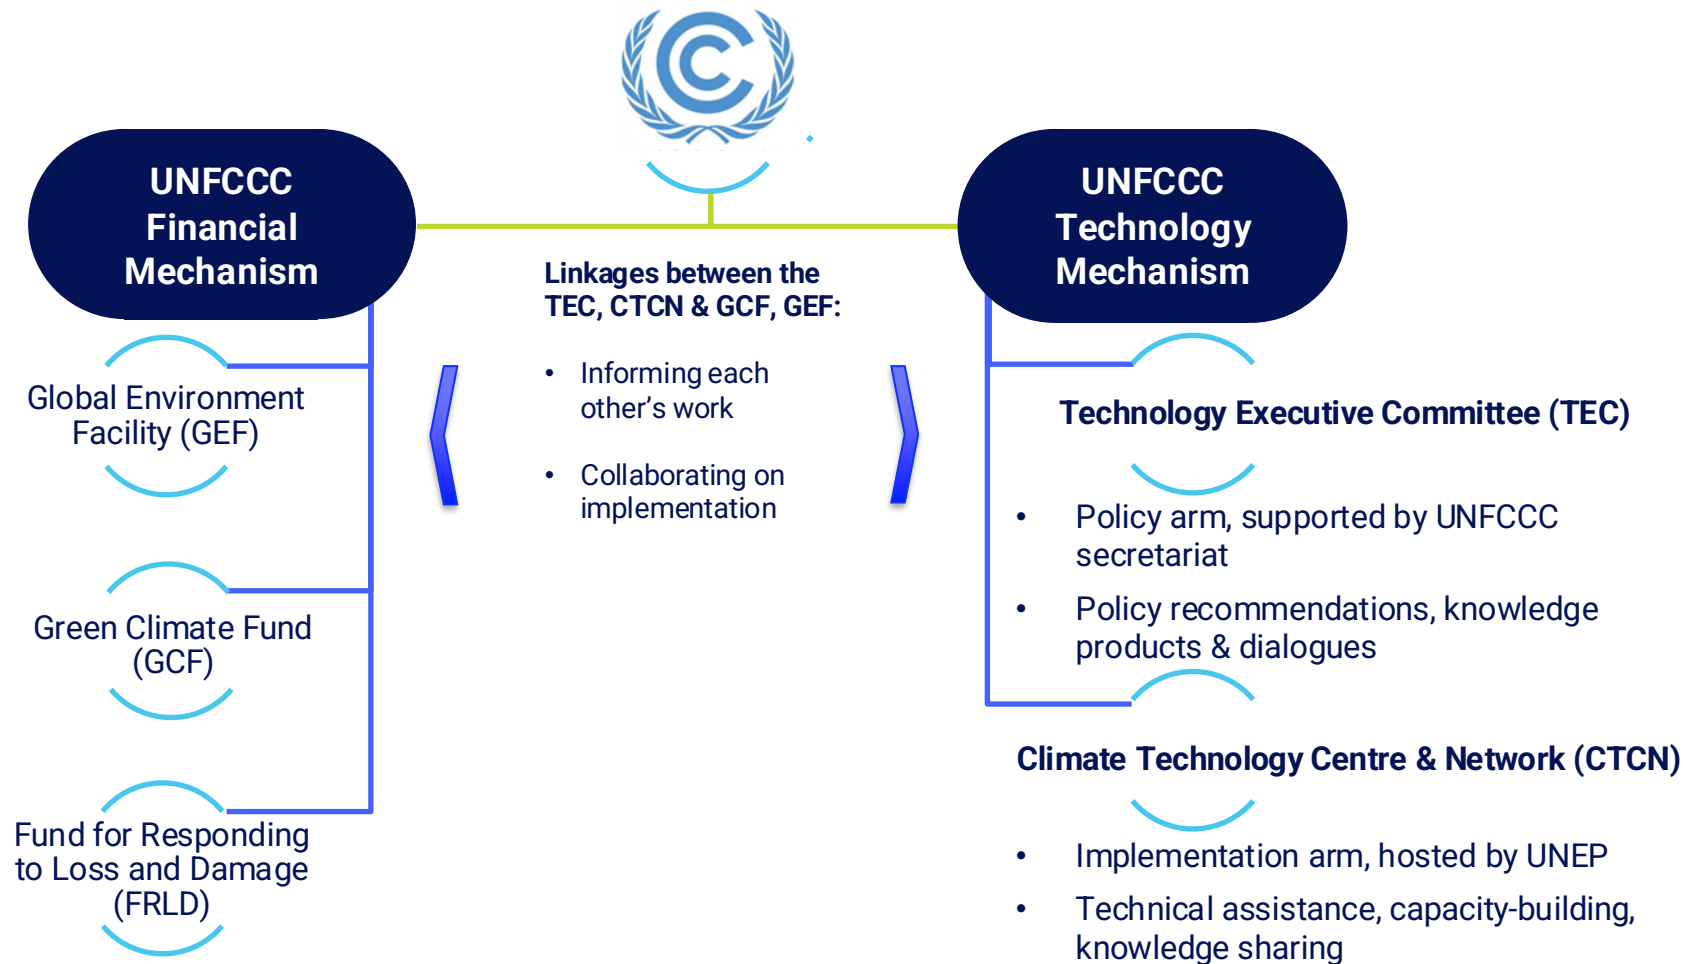 UNFCCC
Financial
Mechanism
Global Environment
Facility (GEF)
Green Climate Fund
(GCF)
Fund for Responding
to Loss and Damage
(FRLD)
Linkages between the
TEC, CTCN & GCF, GEF:
• Informing each
other’s work
• Collaborating on
implementation
UNFCCC
Technology
Mechanism
Technology Executive Committee (TEC)
• Policy arm, supported by UNFCCC
secretariat
• Policy recommendations, knowledge
products & dialogues
Climate Technology Centre & Network (CTCN)
• Implementation arm, hosted by UNEP
• Technical assistance, capacity-building,
knowledge sharing